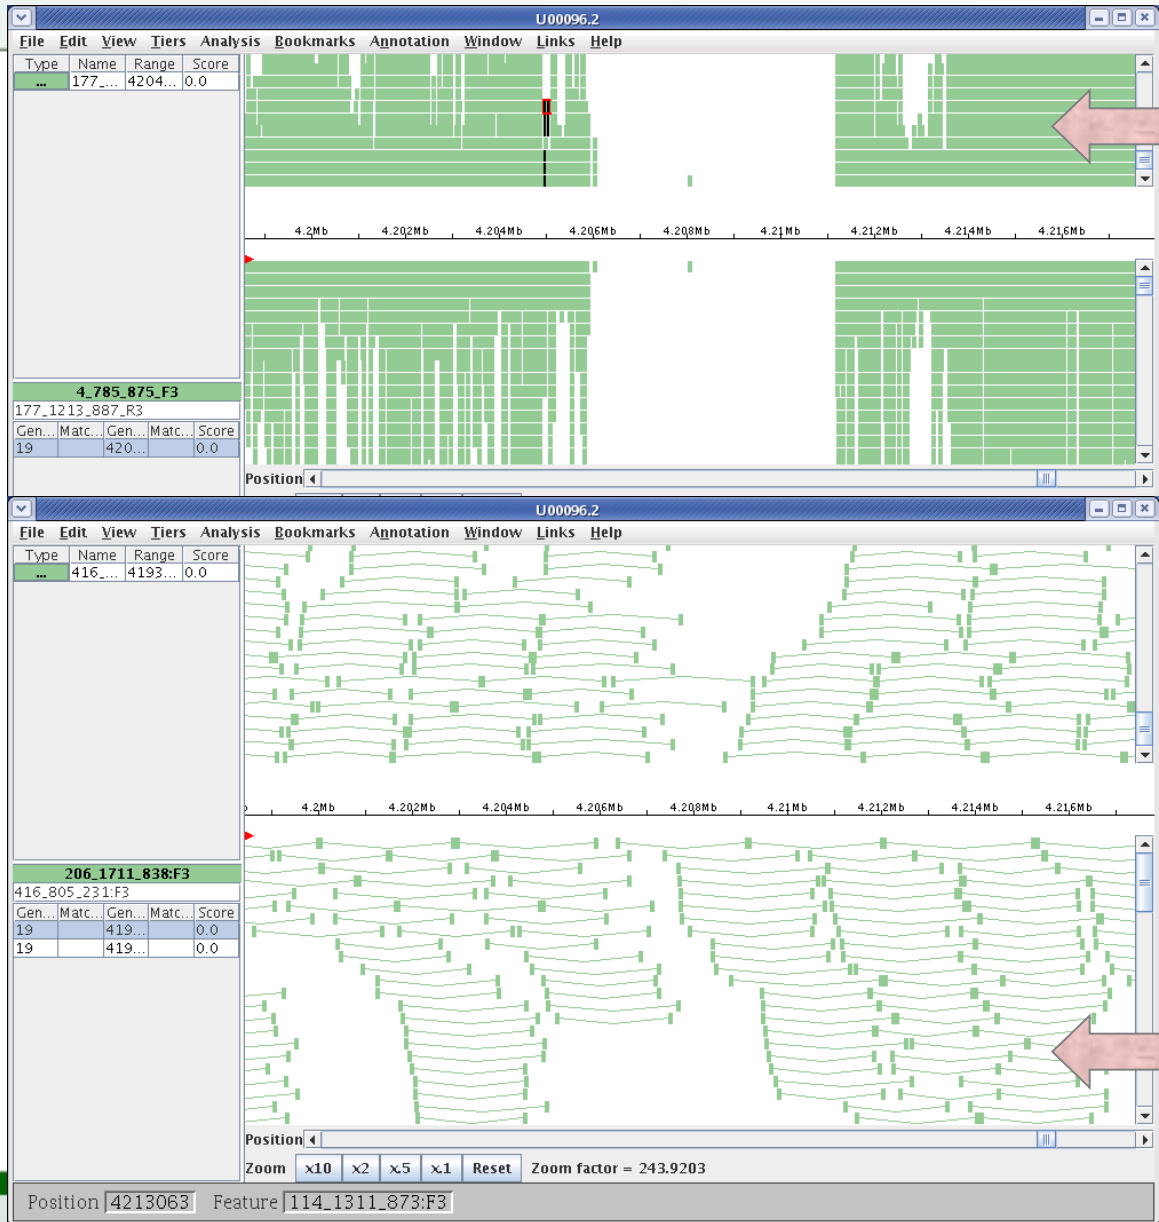 U00096.2
File Edit View Tiers Analysis Bookmarks Annotation Window Links Help
Type Name Range Score
... 177_... 4204... 0.0
4.2Mb 4.202Mb 4.204Mb 4.206Mb 4.208Mb 4.21Mb 4.212Mb 4.214Mb 4.216Mb
4_785_875_F3
177_1213_887_R3
Gen... Matc... Gen... Matc... Score
19 420... 0.0
Position
U00096.2
File Edit View Tiers Analysis Bookmarks Annotation Window Links Help
Type Name Range Score
... 416_... 4193... 0.0
4.2Mb 4.202Mb 4.204Mb 4.206Mb 4.208Mb 4.21Mb 4.212Mb 4.214Mb 4.216Mb
206_1711_838:F3
416_805_231:F3
Gen... Matc... Gen... Matc... Score
19 419... 0.0
19 419... 0.0
Position
Zoom x10 x2 x.5 x.1 Reset Zoom factor = 243.9203
Position 4213063 Feature 114_1311_873:F3